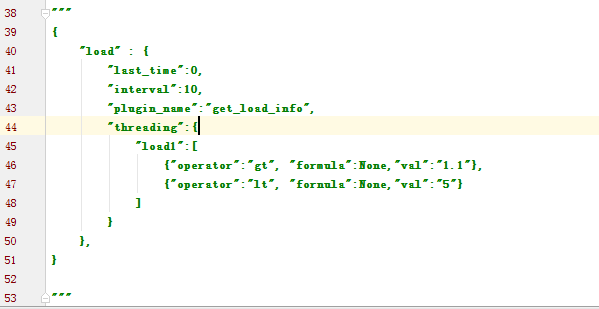 38 """
39 {
40     "load" : {
41         "last_time":0,
42         "interval":10,
43         "plugin_name":"get_load_info",
44         "threading":{
45             "load1":[
46                 {"operator":"gt", "formula":None,"val":"1.1"},
47                 {"operator":"lt", "fornula":None,"val":"5"}
48             ]
49         }
50     },
51 }
52
53 """